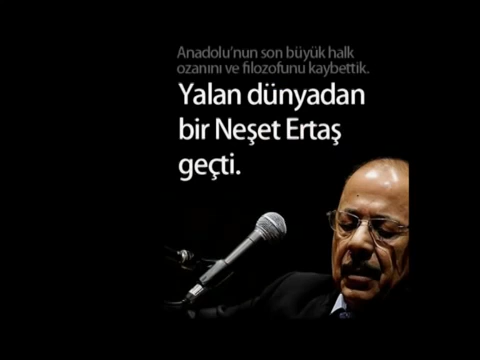 Anadolu'nun son büyük halk
ozanını ve filozofunu kaybettik.
Yalan dünyadan
bir Neşet Ertaş
geçti.